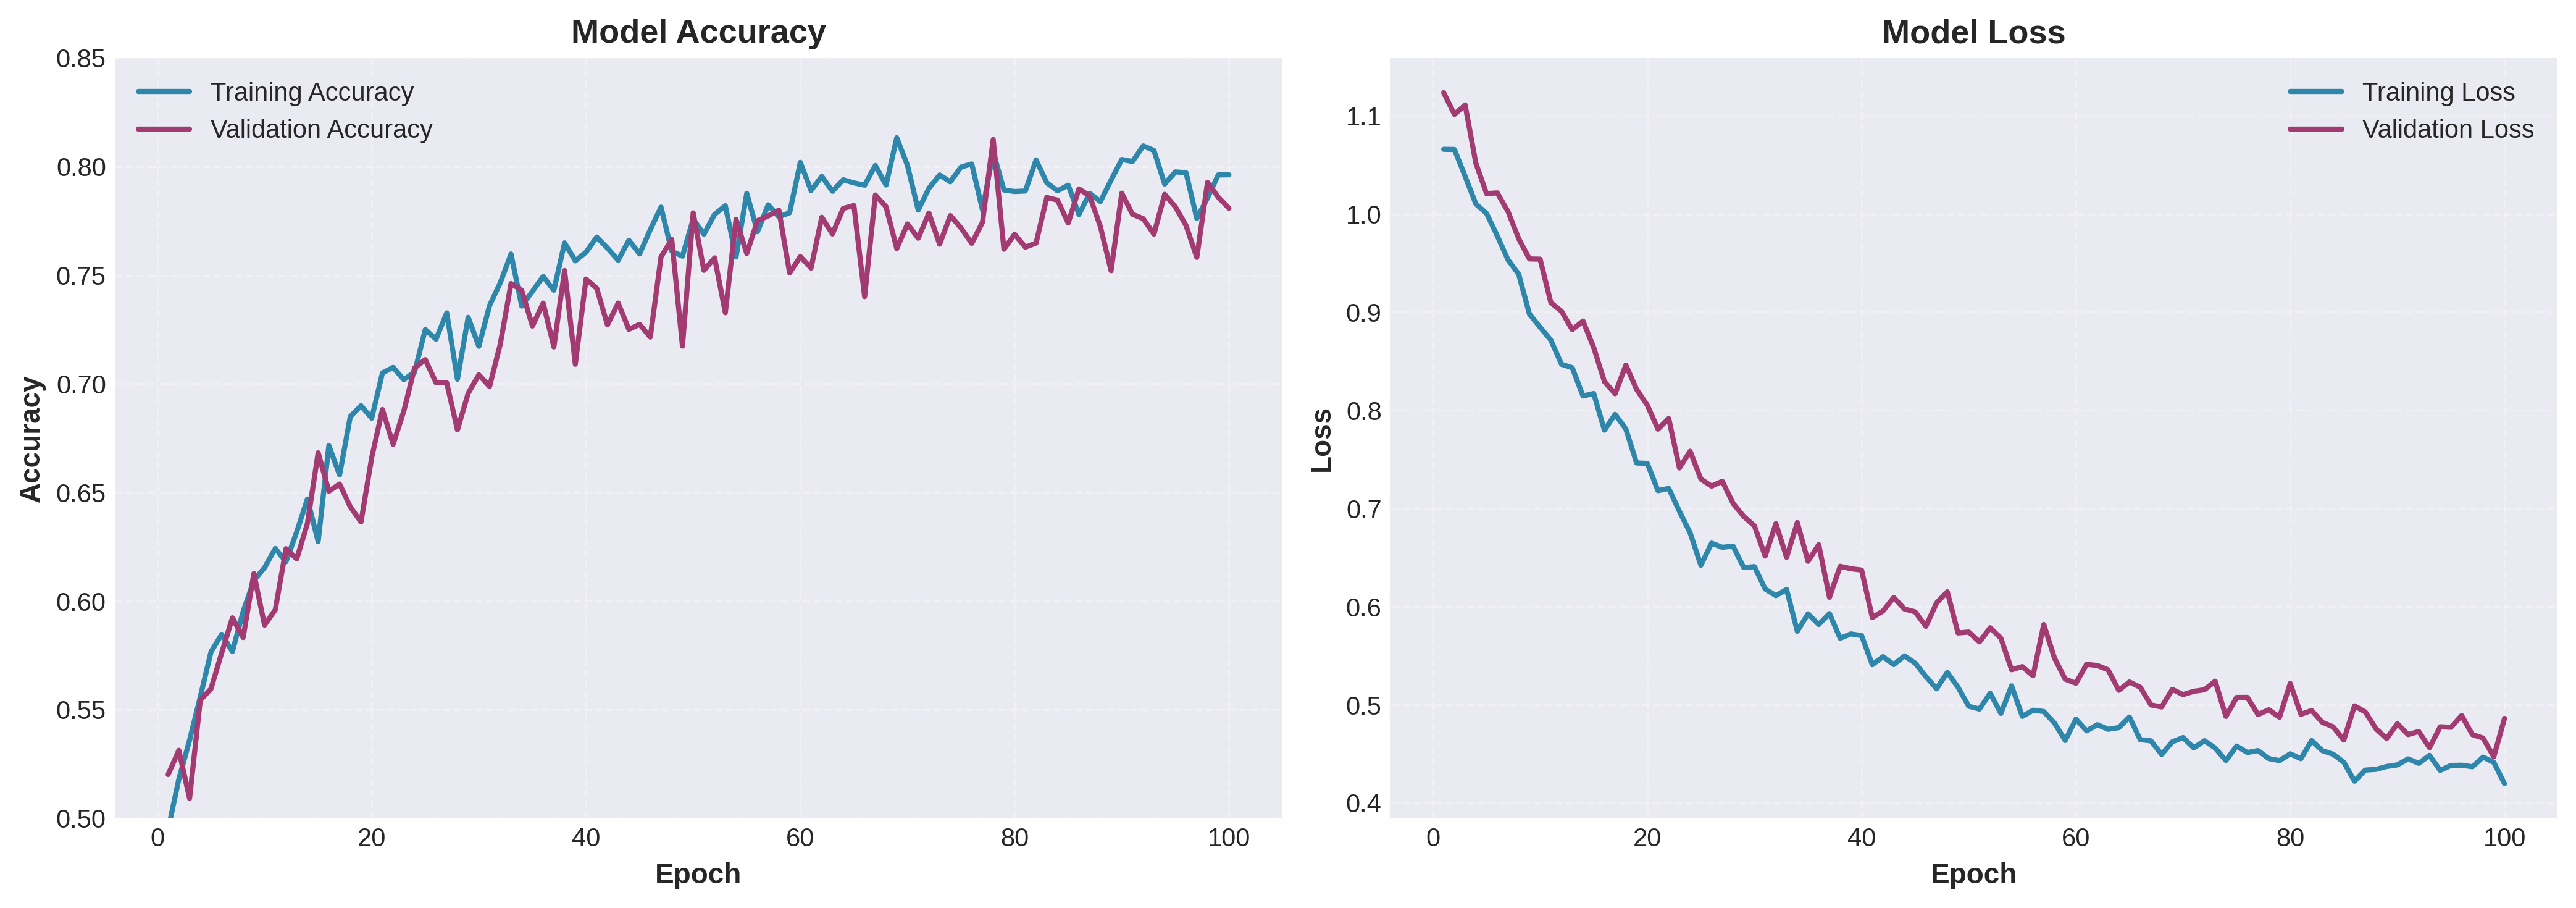 Model Accuracy
0.85
0.80
0.75
0.70
0.65
0.60
0.55
0.50
Accuracy
Training Accuracy
Validation Accuracy
0 20 40 60 80 100
Epoch
Model Loss
1.1
1.0
0.9
0.8
0.7
0.6
0.5
0.4
Loss
Training Loss
Validation Loss
0 20 40 60 80 100
Epoch